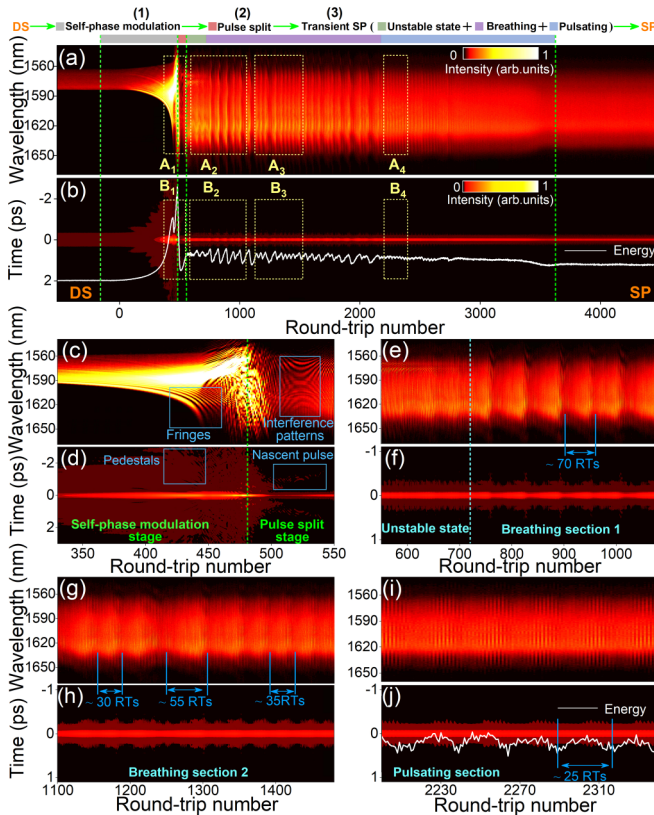 (1) (2) (3)
DS Self-phase modulation Pulse split Transient SP ( Unstable state + Breathing + Pulsating ) SP
(a)
Wavelength (nm)
1560
1590
1620
1650
0 1
Intensity (arb.units)
A1 A2 A3 A4
B1 B2 B3 B4
(b)
Time (ps)
-2
0
2
0 1
Intensity (arb.units)
Energy
DS SP
0 1000 2000 3000 4000
Round-trip number
(c)
Wavelength (nm)
1560
1590
1620
1650
Fringes
Interference
patterns
(d)
Time (ps)
0
2
Pedestals
Nascent pulse
Self-phase modulation
stage
Pulse split
stage
350 400 450 500 550
Round-trip number
(e)
1560
1590
1620
1650
~ 70 RTs
(f)
-1
0
1
Unstable state
Breathing section 1
600 700 800 900 1000
Round-trip number
(g)
Wavelength (nm)
1560
1590
1620
1650
~ 30 RTs ~ 55 RTs ~ 35RTs
(h)
Time (ps)
-1
0
1
Breathing section 2
1100 1200 1300 1400
Round-trip number
(i)
1560
1590
1620
1650
(j)
-1
0
1
Energy
~ 25 RTs
Pulsating section
2230 2270 2310
Round-trip number